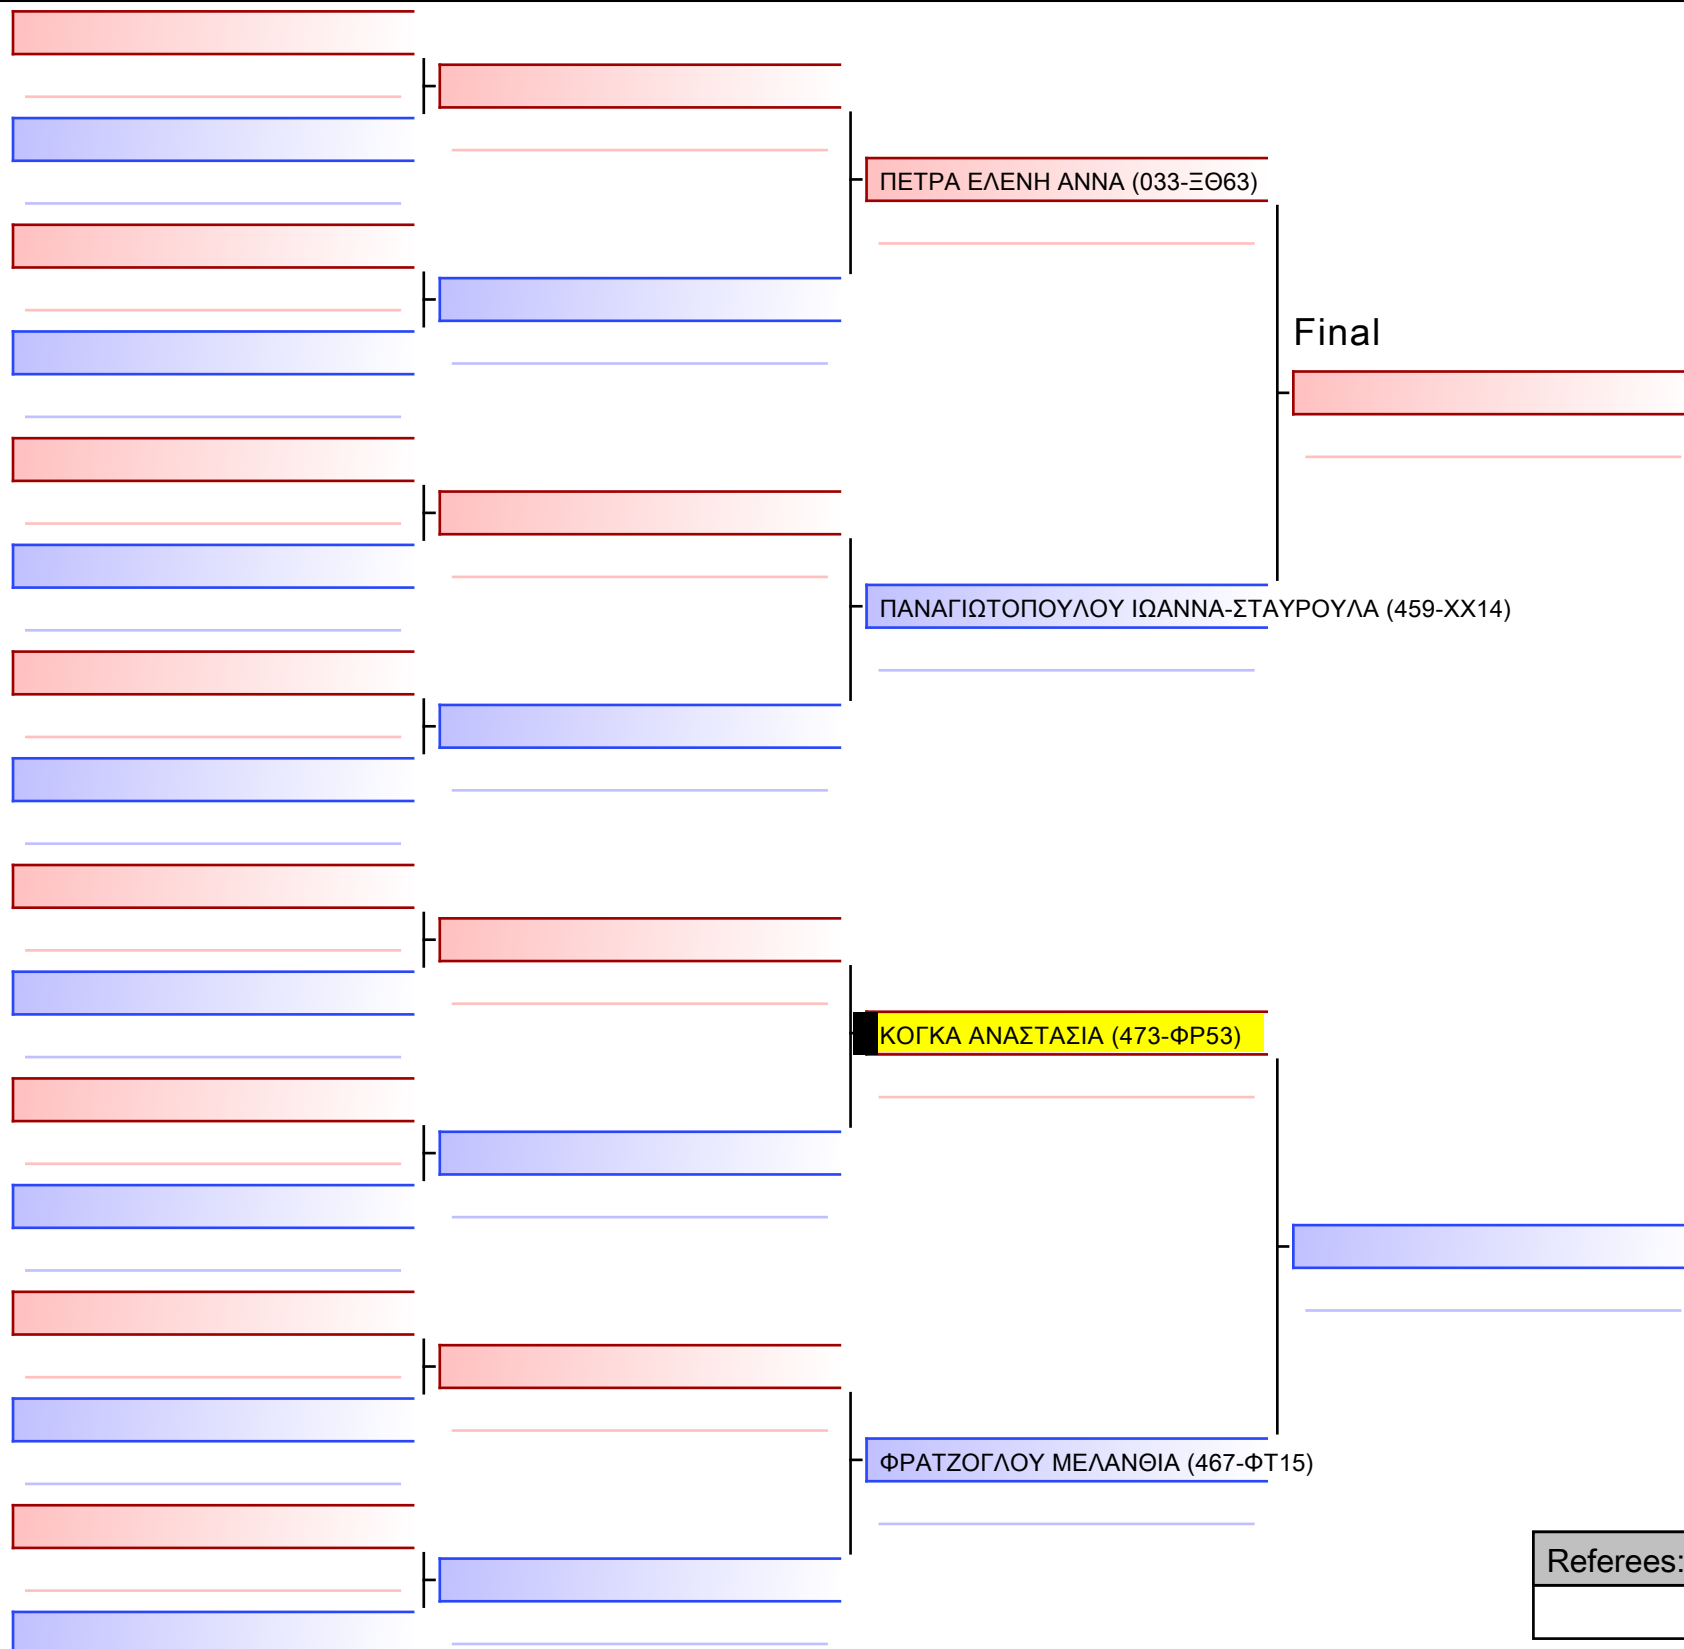 ΠΕΤΡΑ ΕΛΕΝΗ ΑΝΝΑ (033-ΞΘ63)
Final
ΠΑΝΑΓΙΩΤΟΠΟΥΛΟΥ ΙΩΑΝΝΑ-ΣΤΑΥΡΟΥΛΑ (459-ΧΧ14)
ΚΟΓΚΑ ΑΝΑΣΤΑΣΙΑ (473-ΦΡ53)
ΦΡΑΤΖΟΓΛΟΥ ΜΕΛΑΝΘΙΑ (467-ΦΤ15)
Referees: